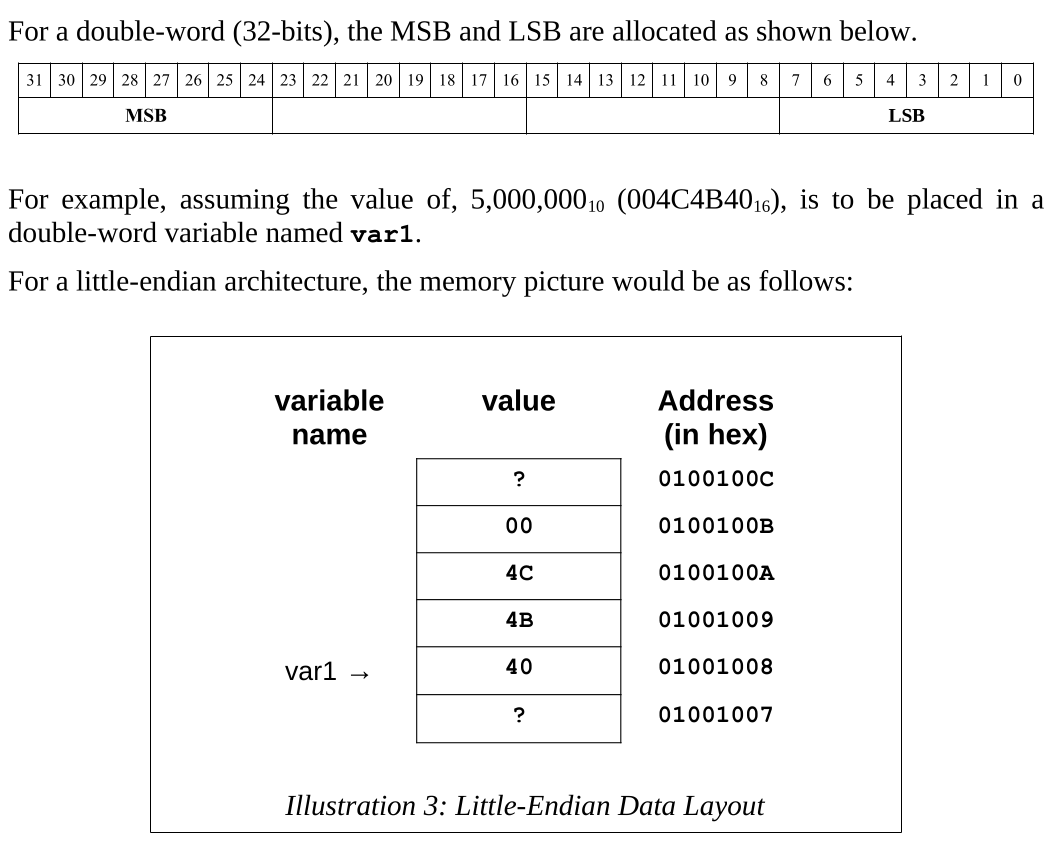 For a double-word (32-bits), the MSB and LSB are allocated as shown below.
31 30 29 28 27 26 25 24 23 22 21 20 19 18 17 16 15 14 13 12 11 10 9 8 7 6 5 4 3 2 1 0
MSB LSB
For example, assuming the value of, 5,000,000₁₀ (004C4B40₁₆), is to be placed in a
double-word variable named var1.
For a little-endian architecture, the memory picture would be as follows:
variable value Address
name (in hex)
? 0100100C
00 0100100B
4C 0100100A
4B 01001009
var1 → 40 01001008
? 01001007
Illustration 3: Little-Endian Data Layout